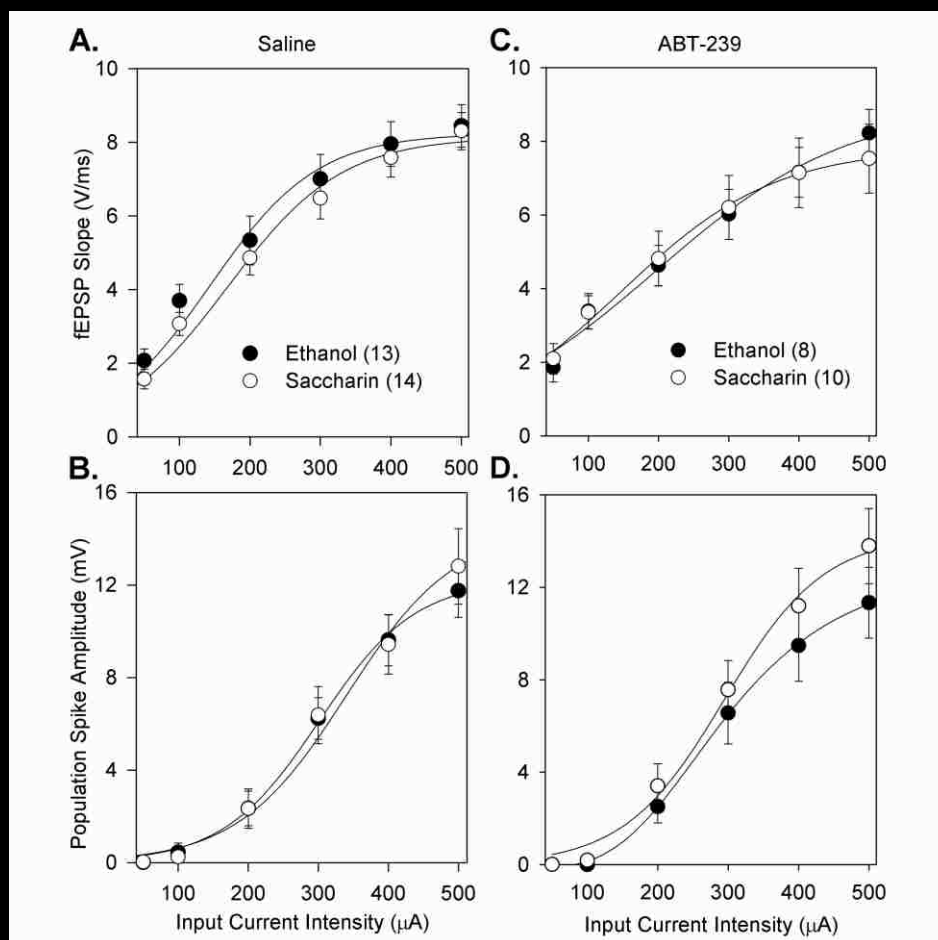 A.
Saline
10
8
6
4
2
0
fEPSP Slope (V/ms)
Ethanol (13)
Saccharin (14)
100 200 300 400 500
C.
ABT-239
10
8
6
4
2
0
Ethanol (8)
Saccharin (10)
100 200 300 400 500
B.
16
12
8
4
0
Population Spike Amplitude (mV)
100 200 300 400 500
Input Current Intensity (μA)
D.
16
12
8
4
0
100 200 300 400 500
Input Current Intensity (μA)